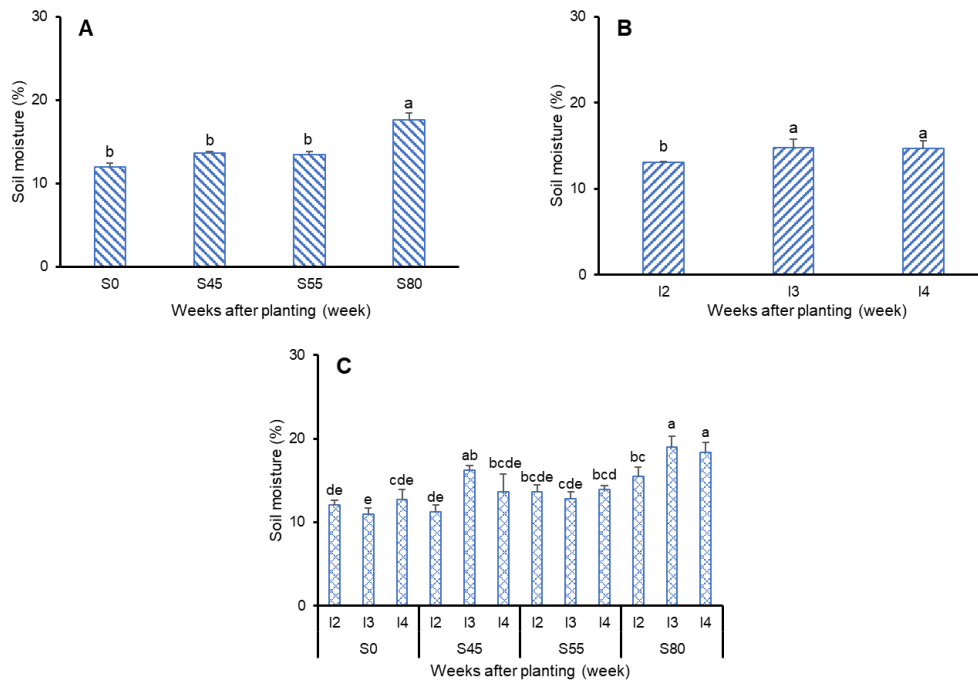 A
Soil moisture (%)
30
20
10
0
b
b
b
a
S0 S45 S55 S80
Weeks after planting (week)
B
Soil moisture (%)
30
20
10
0
b
a
a
I2 I3 I4
Weeks after planting (week)
C
Soil moisture (%)
30
20
10
0
de
e
cde
de
ab
bcde
bcde
cde
bcd
bc
a
a
I2 I3 I4 I2 I3 I4 I2 I3 I4 I2 I3 I4
S0 S45 S55 S80
Weeks after planting (week)